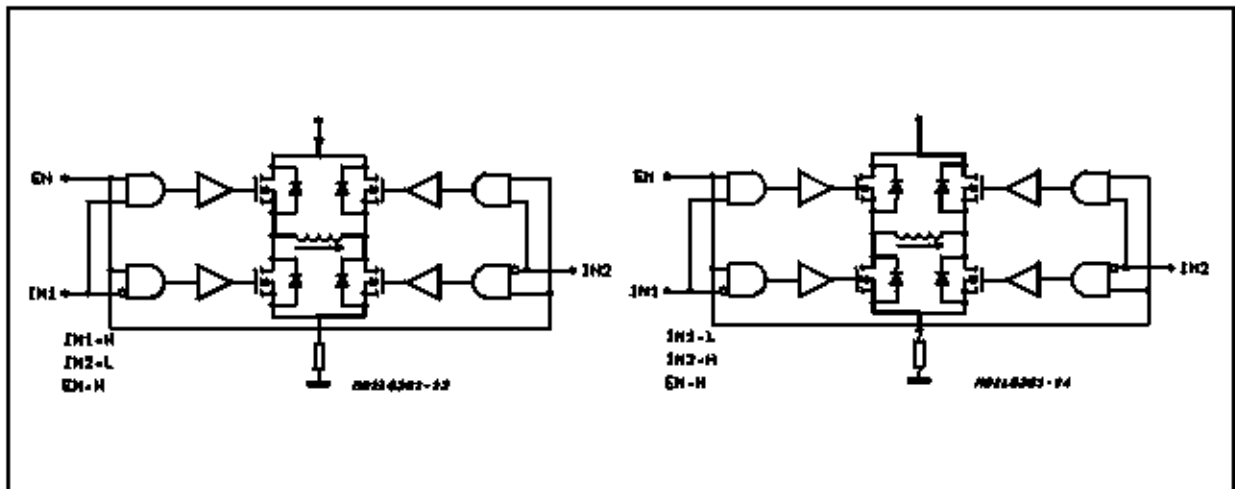 EN
IN1
IN2
IN1=H
IN2=L
EN=H
EN
IN1
IN2
IN1=L
IN2=H
EN=H